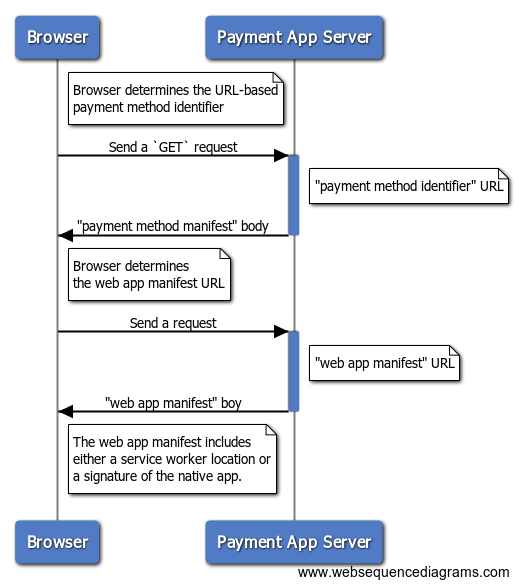 Browser
Payment App Server
Browser determines the URL-based
payment method identifier
Send a `GET` request
"payment method identifier" URL
"payment method manifest" body
Browser determines
the web app manifest URL
Send a request
"web app manifest" URL
"web app manifest" boy
The web app manifest includes
either a service worker location or
a signature of the native app.
Browser
Payment App Server
www.websequencediagrams.com